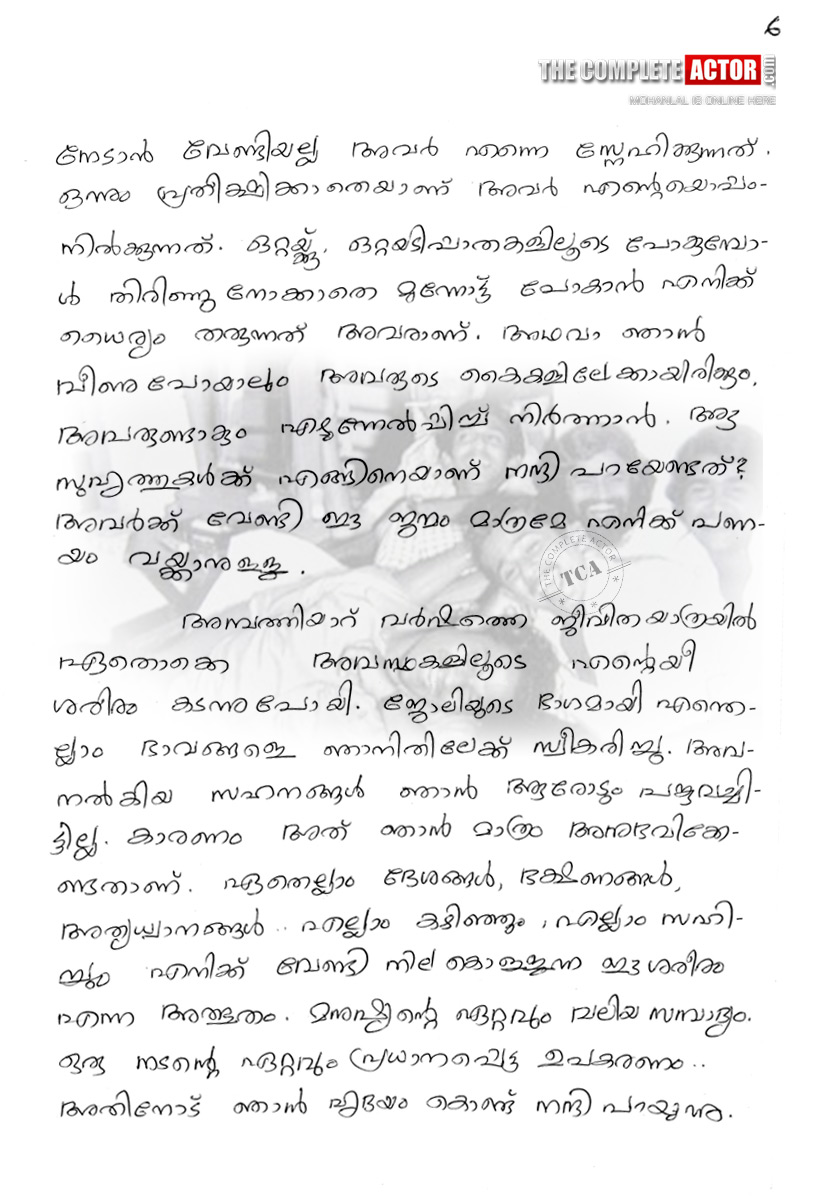 6
THE COMPLETE ACTOR .com
MOHANLAL IS ONLINE HERE
നേടാൻ വേണ്ടിയല്ല അവർ എന്നെ സ്നേഹിക്കുന്നത്.
ഒന്നും പ്രതീക്ഷിക്കാതെയാണ് അവർ എന്റെയൊപ്പം-
നിൽക്കുന്നത്. ഒറ്റയ്ക്ക്, ഒറ്റയടിപ്പാതകളിലൂടെ പോകുമ്പോ-
ൾ തിരിഞ്ഞു നോക്കാതെ മുന്നോട്ട് പോകാൻ എനിക്ക്
ധൈര്യം തരുന്നത് അവരാണ്. അഥവാ ഞാൻ
വീണു പോയാലും അവരുടെ കൈകളിലേക്കായിരിക്കും,
അവരുണ്ടാകും എഴുന്നേൽപ്പിച്ച് നിർത്താൻ. ആ
സുഹൃത്തുകൾക്ക് എങ്ങിനെയാണ് നന്ദി പറയേണ്ടത്?
അവർക്ക് വേണ്ടി ഈ ജന്മം മാത്രമേ എനിക്ക് പണ-
യം വയ്ക്കാനുള്ളൂ.
THE COMPLETE ACTOR
TCA
അമ്പത്തിയാറ് വർഷത്തെ ജീവിതയാത്രയിൽ
ഏതൊക്കെ അവസ്ഥകളിലൂടെ എന്റെയീ
ശരീരം കടന്നുപോയി. ജോലിയുടെ ഭാഗമായി എന്തെ-
ല്ലാം ഭാവങ്ങളെ ഞാനിതിലേക്ക് സ്വീകരിച്ചു. അവ-
നൽകിയ സഹനങ്ങൾ ഞാൻ ആരോടും പങ്കുവച്ചി-
ട്ടില്ല. കാരണം അത് ഞാൻ മാത്രം അനുഭവിക്കേ-
ണ്ടതാണ്. ഏതെല്ലാം ദേശങ്ങൾ, ഭക്ഷണങ്ങൾ,
അത്യദ്ധ്വാനങ്ങൾ.. എല്ലാം കഴിഞ്ഞും, എല്ലാം സഹി-
ച്ചും എനിക്ക് വേണ്ടി നില കൊള്ളുന്ന ഈ ശരീരം
എന്ന അത്ഭുതം. മനുഷ്യന്റെ ഏറ്റവും വലിയ സമ്പാദ്യം.
ഒരു നടന്റെ ഏറ്റവും പ്രധാനപ്പെട്ട ഉപകരണം..
അതിനോട് ഞാൻ ഹൃദയം കൊണ്ട് നന്ദി പറയുന്നു.